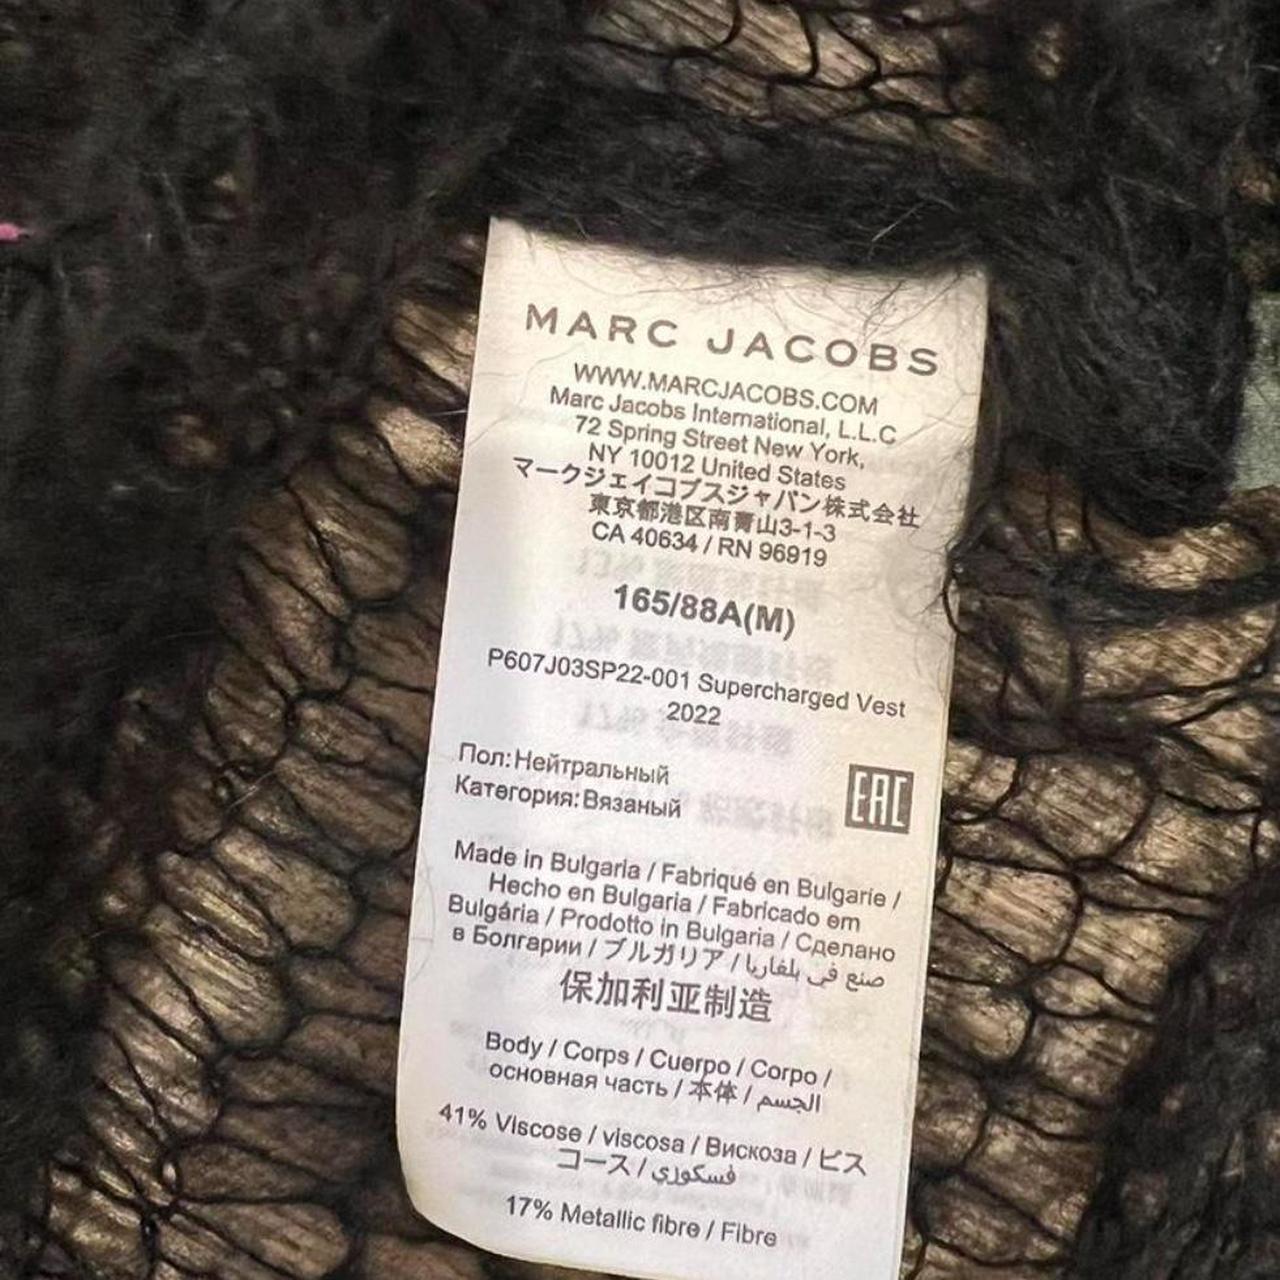 MARC JACOBS
WWW.MARCJACOBS.COM
Marc Jacobs International, L.L.C
72 Spring Street New York,
NY 10012 United States
マークジェイコブスジャパン株式会社
東京都港区南青山3-1-3
CA 40634 / RN 96919
165/88A(M)
P607J03SP22-001 Supercharged Vest
2022
Пол:Нейтральный
Категория:Вязаный
EAC
Made in Bulgaria / Fabriqué en Bulgarie /
Hecho en Bulgaria / Fabricado em
Bulgária / Prodotto in Bulgaria / Сделано
в Болгарии / ブルガリア / صنع في بلغاريا
保加利亚制造
Body / Corps / Cuerpo / Corpo /
основная часть / 本体 / الجسم
41% Viscose / viscosa / Вискоза / ビス
コース / فسكوزي
17% Metallic fibre / Fibre